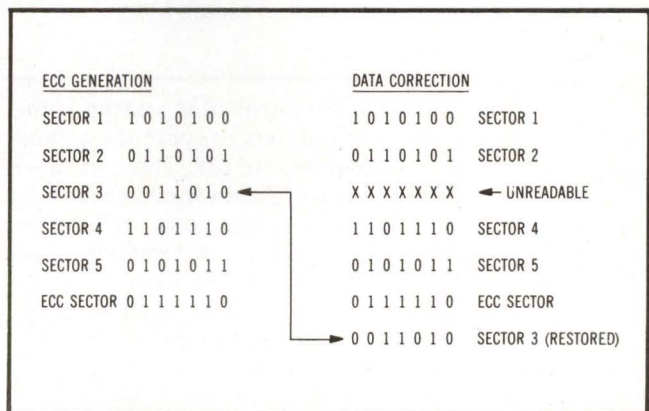 ECC GENERATION
SECTOR 1 1 0 1 0 1 0 0
SECTOR 2 0 1 1 0 1 0 1
SECTOR 3 0 0 1 1 0 1 0
SECTOR 4 1 1 0 1 1 1 0
SECTOR 5 0 1 0 1 0 1 1
ECC SECTOR 0 1 1 1 1 1 0
DATA CORRECTION
1 0 1 0 1 0 0 SECTOR 1
0 1 1 0 1 0 1 SECTOR 2
X X X X X X X UNREADABLE
1 1 0 1 1 1 0 SECTOR 4
0 1 0 1 0 1 1 SECTOR 5
0 1 1 1 1 1 0 ECC SECTOR
0 0 1 1 0 1 0 SECTOR 3 (RESTORED)